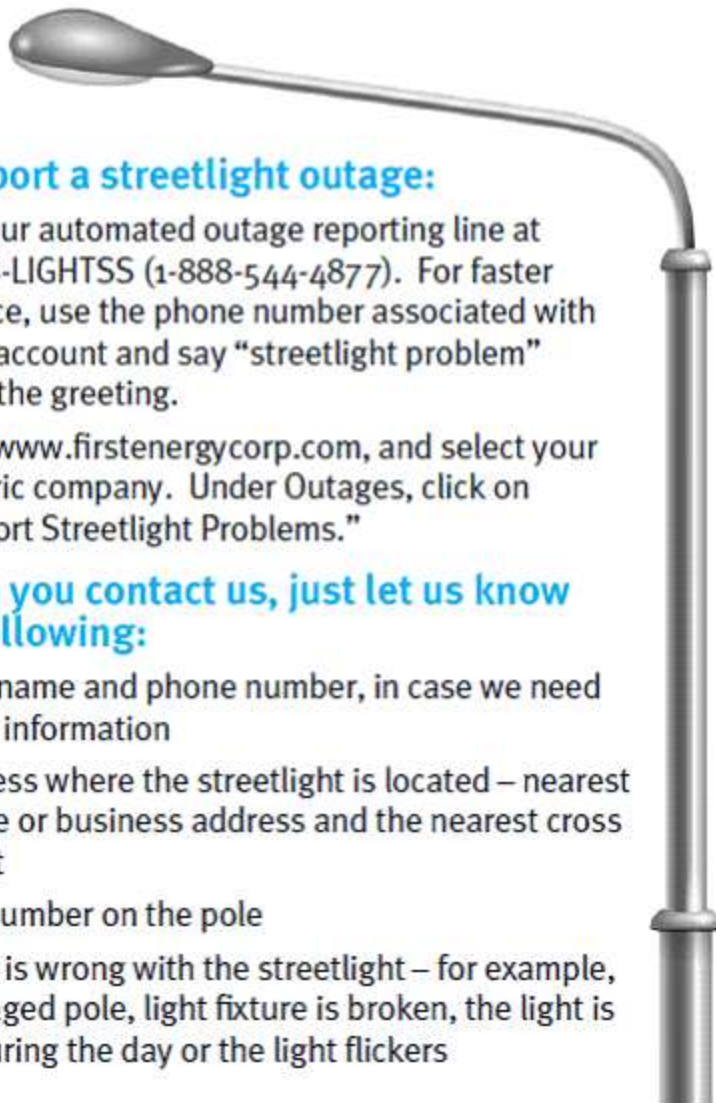 port a streetlight outage:
ur automated outage reporting line at
-LIGHTSS (1-888-544-4877).  For faster
ce, use the phone number associated with
account and say “streetlight problem”
the greeting.
www.firstenergycorp.com, and select your
ric company.  Under Outages, click on
ort Streetlight Problems.”
you contact us, just let us know
llowing:
name and phone number, in case we need
information
ess where the streetlight is located – nearest
e or business address and the nearest cross
t
umber on the pole
is wrong with the streetlight – for example,
ged pole, light fixture is broken, the light is
uring the day or the light flickers